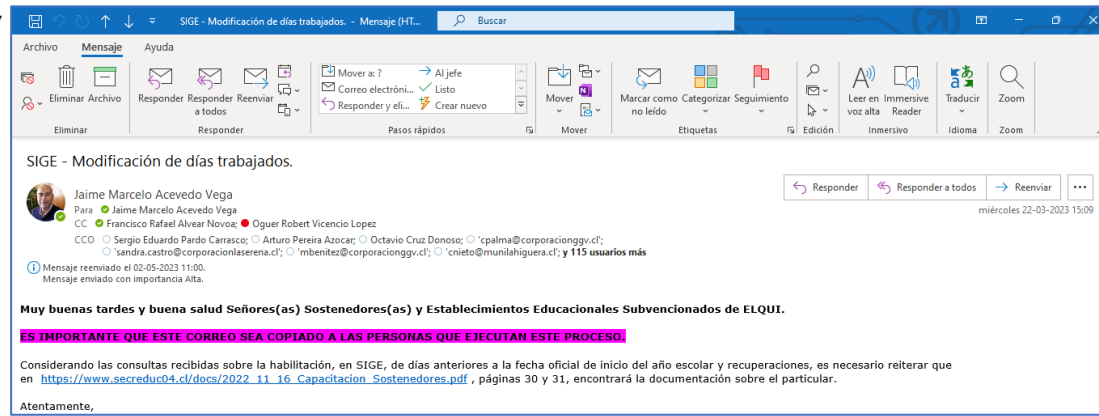 SIGE - Modificación de días trabajados. - Mensaje (HT... Buscar
Archivo Mensaje Ayuda
Mover a: ? Al jefe
Correo electróni... Listo
Responder y eli... Crear nuevo
Eliminar Archivo Responder Responder a todos Reenviar Mover Marcar como no leído Categorizar Seguimiento Leer en voz alta Immersive Reader Traducir Zoom
Eliminar Responder Pasos rápidos Mover Etiquetas Edición Inmersivo Idioma Zoom
SIGE - Modificación de días trabajados.
Jaime Marcelo Acevedo Vega
Responder Responder a todos Reenviar
Para Jaime Marcelo Acevedo Vega
miércoles 22-03-2023 15:09
CC Francisco Rafael Alvear Novoa; Oguer Robert Vicencio Lopez
CCO Sergio Eduardo Pardo Carrasco; Arturo Pereira Azocar; Octavio Cruz Donoso; 'cpalma@corporacionggv.cl';
'sandra.castro@corporacionlaserena.cl'; 'mbenitez@corporacionggv.cl'; 'cnieto@munilahiguera.cl'; y 115 usuarios más
Mensaje reenviado el 02-05-2023 11:00.
Mensaje enviado con importancia Alta.
Muy buenas tardes y buena salud Señores(as) Sostenedores(as) y Establecimientos Educacionales Subvencionados de ELQUI.
ES IMPORTANTE QUE ESTE CORREO SEA COPIADO A LAS PERSONAS QUE EJECUTAN ESTE PROCESO.
Considerando las consultas recibidas sobre la habilitación, en SIGE, de días anteriores a la fecha oficial de inicio del año escolar y recuperaciones, es necesario reiterar que
en https://www.secreduc04.cl/docs/2022_11_16_Capacitacion_Sostenedores.pdf , páginas 30 y 31, encontrará la documentación sobre el particular.
Atentamente,